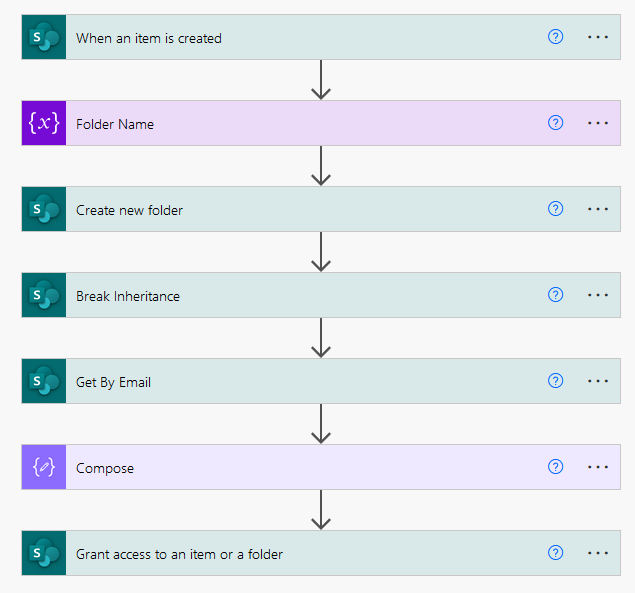 S When an item is created ? ...
{x} Folder Name ? ...
S Create new folder ? ...
S Break Inheritance ? ...
S Get By Email ? ...
Compose ? ...
S Grant access to an item or a folder ? ...